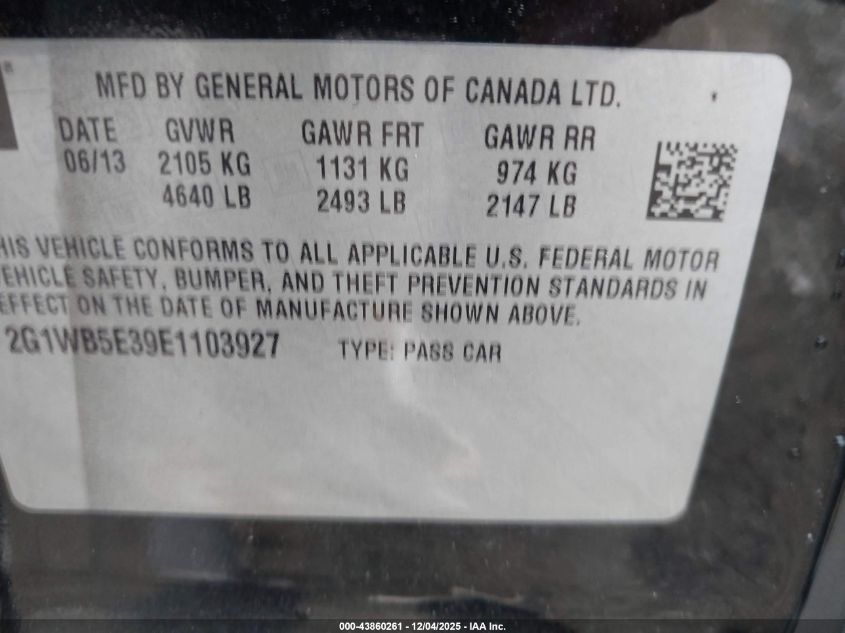 MFD BY GENERAL MOTORS OF CANADA LTD.
DATE GVWR GAWR FRT GAWR RR
06/13 2105 KG 1131 KG 974 KG
4640 LB 2493 LB 2147 LB
HIS VEHICLE CONFORMS TO ALL APPLICABLE U.S. FEDERAL MOTOR
VEHICLE SAFETY, BUMPER, AND THEFT PREVENTION STANDARDS IN
EFFECT ON THE DATE OF MANUFACTURE SHOWN ABOVE.
2G1WB5E39E1103927 TYPE: PASS CAR
000-43860261 - 12/04/2025 - IAA Inc.